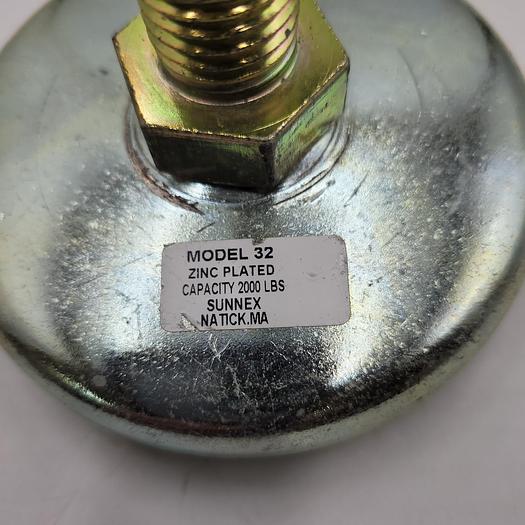 MODEL 32
ZINC PLATED
CAPACITY 2000 LBS
SUNNEX
NATICK.MA